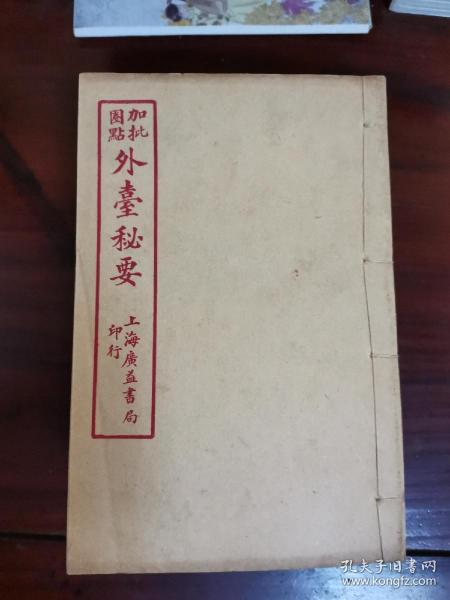 加批
圈點
外臺秘要
上海廣益書局
印行
孔夫子旧书网
www.kongfz.com